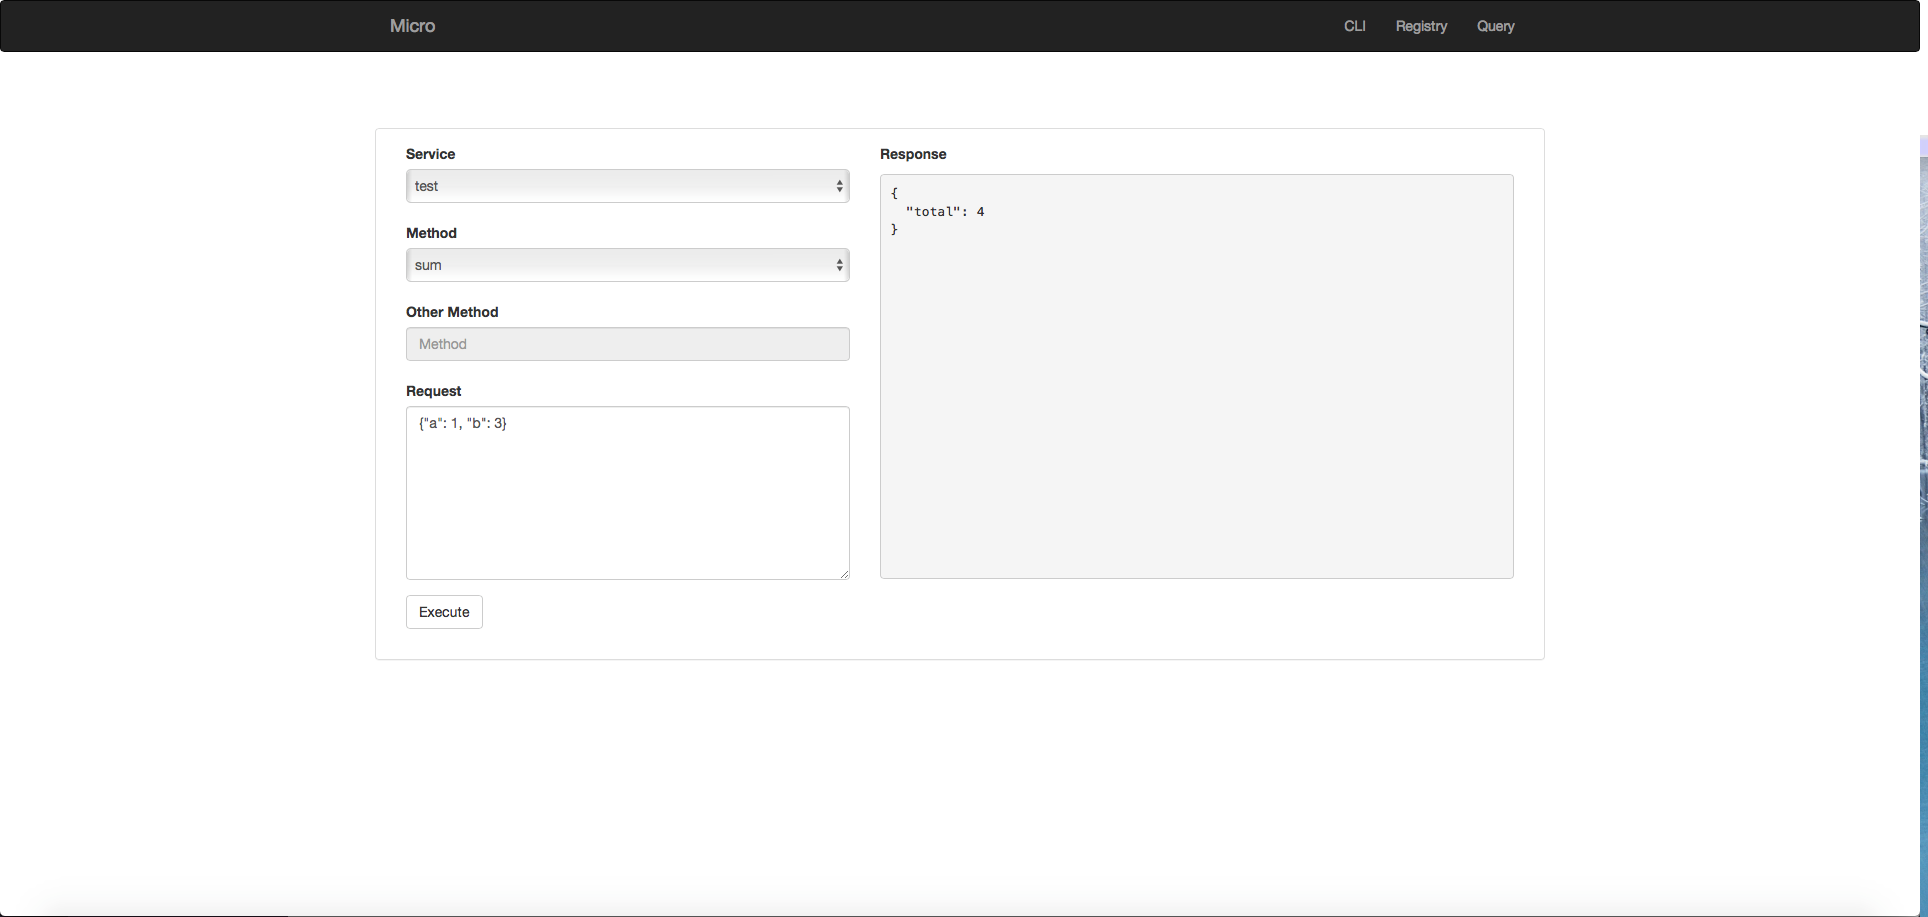 Micro
CLI
Registry
Query
Service
test
Method
sum
Other Method
Method
Request
{"a": 1, "b": 3}
Execute
Response
{
"total": 4
}